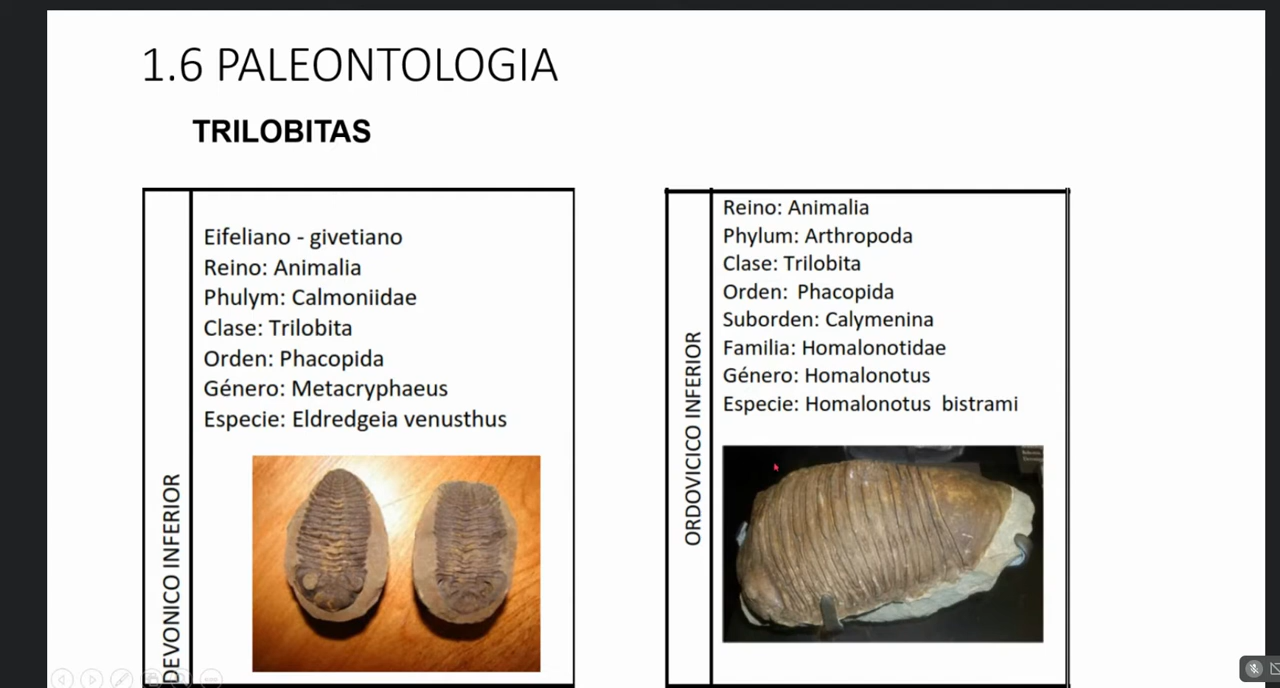 1.6 PALEONTOLOGIA
TRILOBITAS
DEVONICO INFERIOR
Eifeliano - givetiano
Reino: Animalia
Phulym: Calmoniidae
Clase: Trilobita
Orden: Phacopida
Género: Metacryphaeus
Especie: Eldredgeia venusthus
ORDOVICICO INFERIOR
Reino: Animalia
Phylum: Arthropoda
Clase: Trilobita
Orden: Phacopida
Suborden: Calymenina
Familia: Homalonotidae
Género: Homalonotus
Especie: Homalonotus bistrami